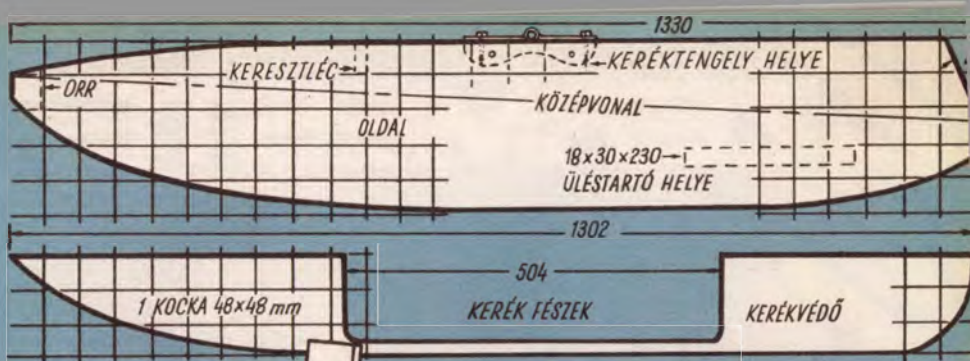 1330
KERESZTLÉC
KERÉKTENGELY HELYE
ORR
KÖZÉPVONAL
OLDAL
18×30×230
ÜLÉSTARTÓ HELYE
1302
504
1 KOCKA 48×48 mm
KERÉK FÉSZEK
KERÉKVÉDŐ